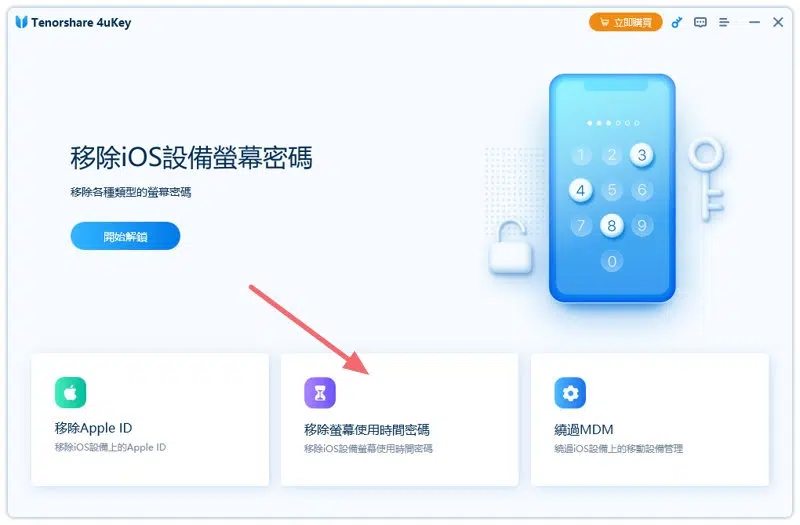 Tenorshare 4uKey
立即購買
移除iOS設備螢幕密碼
移除各種類型的螢幕密碼
開始解鎖
1 2 3
4 5 6
7 8 9
0
移除Apple ID
移除iOS設備上的Apple ID
移除螢幕使用時間密碼
移除iOS設備螢幕使用時間密碼
繞過MDM
繞過iOS設備上的移動設備管理